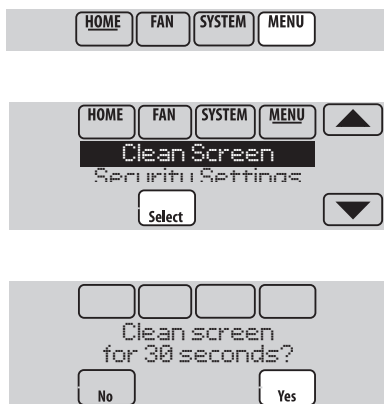 HOME FAN SYSTEM MENU
HOME FAN SYSTEM MENU
Clean Screen
Security Settings
Select
Clean screen
for 30 seconds?
No Yes